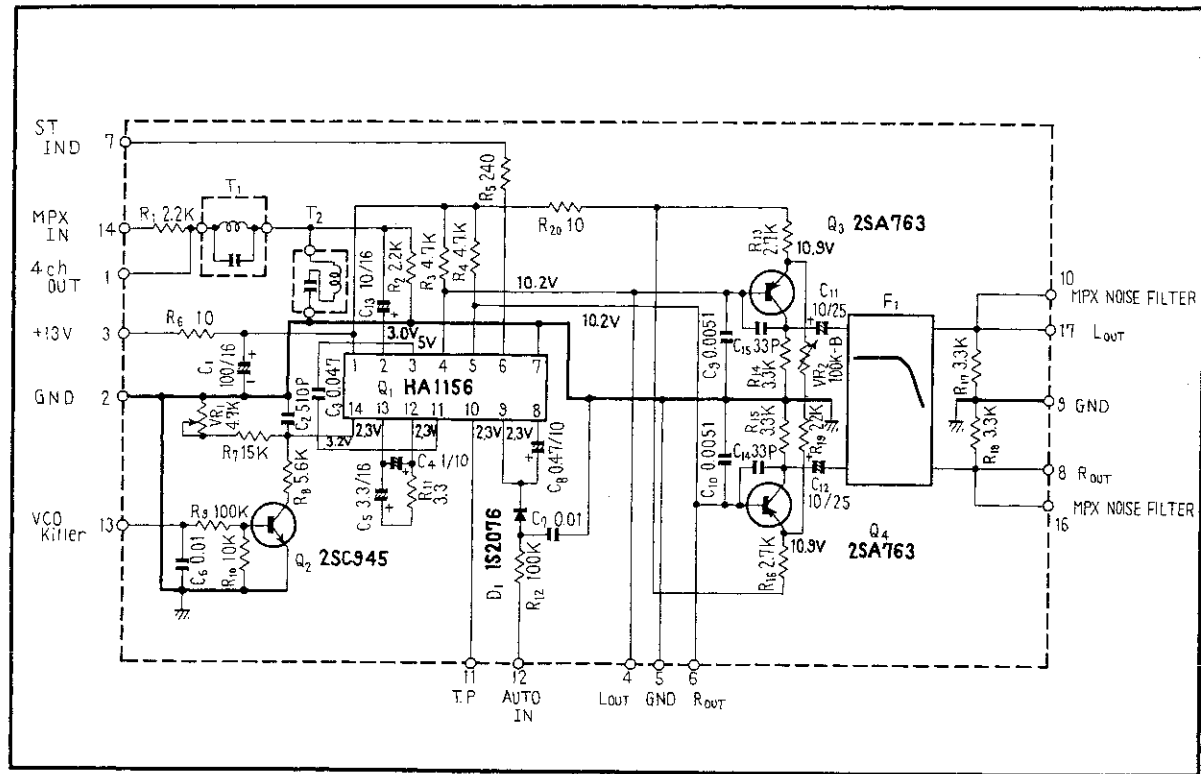 ST IND
7
MPX IN
14
R1 2.2K
T1
T2
4ch OUT
1
+13V
3
R6 10
C1 100/16
+
-
GND
2
VR1 4.7K
R7 15K
C2 510P
R8 5.6K
VCO Killer
13
R9 100K
C6 0.01
R10 10K
Q2
2SC945
C13 10/16
R2 2.2K
R3 4.7K
R4 4.7K
R5 240
R20 10
10.2V
10.2V
3.0V
5V
C3 0.047
1 2 3 4 5 6 7
Q1 HA1156
14 13 12 11 10 9 8
3.2V
2.3V
2.3V
2.3V
2.3V
C4 1/10
C5 3.3/16
R11 3.3
C8 0.47/10
C7 0.01
D1 1S2076
R12 100K
11
T.P
12
AUTO IN
4
LOUT
5
GND
6
ROUT
Q3 2SA763
R13 2.7K
10.9V
C11 10/25
C9 0.0051
C15 33P
R14 3.3K
VR2 100K-B
R15 3.3K
R19 2.2K
C10 0.0051
C14 33P
C12 10/25
Q4
2SA763
10.9V
R16 2.7K
F1
10
MPX NOISE FILTER
17 LOUT
R17 3.3K
9 GND
R18 3.3K
8 ROUT
16
MPX NOISE FILTER